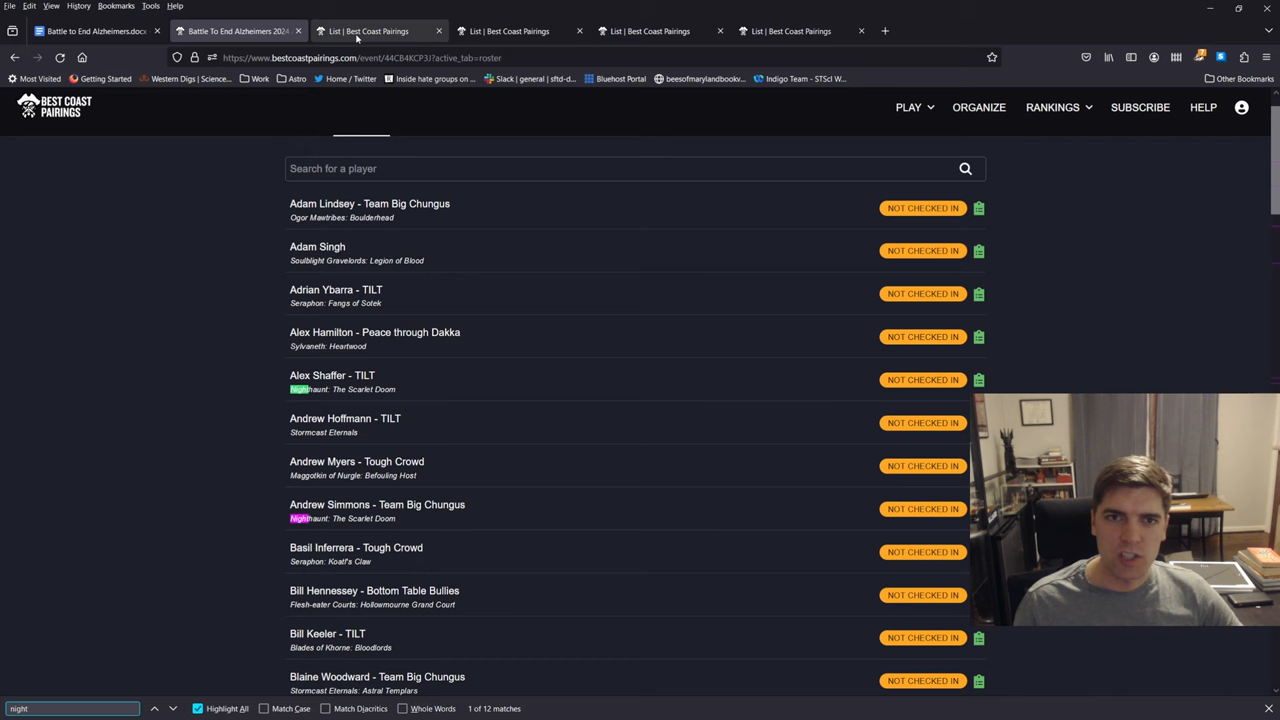 File Edit View History Bookmarks Tools Help
Battle to End Alzheimers.docx
Battle To End Alzheimers 2024
List | Best Coast Pairings
List | Best Coast Pairings
List | Best Coast Pairings
List | Best Coast Pairings
https://www.bestcoastpairings.com/event/44CB4KCP3J?active_tab=roster
Most Visited
Getting Started
Western Digs | Science...
Work
Astro
Home / Twitter
Inside hate groups on ...
Slack | general | sftd-d...
Bluehost Portal
beesofmarylandbookv...
Indigo Team - STScI W...
Other Bookmarks
BEST COAST
PAIRINGS
PLAY ORGANIZE RANKINGS SUBSCRIBE HELP
Search for a player
Adam Lindsey - Team Big Chungus
Ogor Mawtribes: Boulderhead
NOT CHECKED IN
Adam Singh
Soulblight Gravelords: Legion of Blood
NOT CHECKED IN
Adrian Ybarra - TILT
Seraphon: Fangs of Sotek
NOT CHECKED IN
Alex Hamilton - Peace through Dakka
Sylvaneth: Heartwood
NOT CHECKED IN
Alex Shaffer - TILT
Nighthaunt: The Scarlet Doom
NOT CHECKED IN
Andrew Hoffmann - TILT
Stormcast Eternals
NOT CHECKED IN
Andrew Myers - Tough Crowd
Maggotkin of Nurgle: Befouling Host
NOT CHECKED IN
Andrew Simmons - Team Big Chungus
Nighthaunt: The Scarlet Doom
NOT CHECKED IN
Basil Inferrera - Tough Crowd
Seraphon: Koatl's Claw
NOT CHECKED IN
Bill Hennessey - Bottom Table Bullies
Flesh-eater Courts: Hollowmourne Grand Court
NOT CHECKED IN
Bill Keeler - TILT
Blades of Khorne: Bloodlords
NOT CHECKED IN
Blaine Woodward - Team Big Chungus
Stormcast Eternals: Astral Templars
NOT CHECKED IN
night
Highlight All Match Case Match Diacritics Whole Words 1 of 12 matches